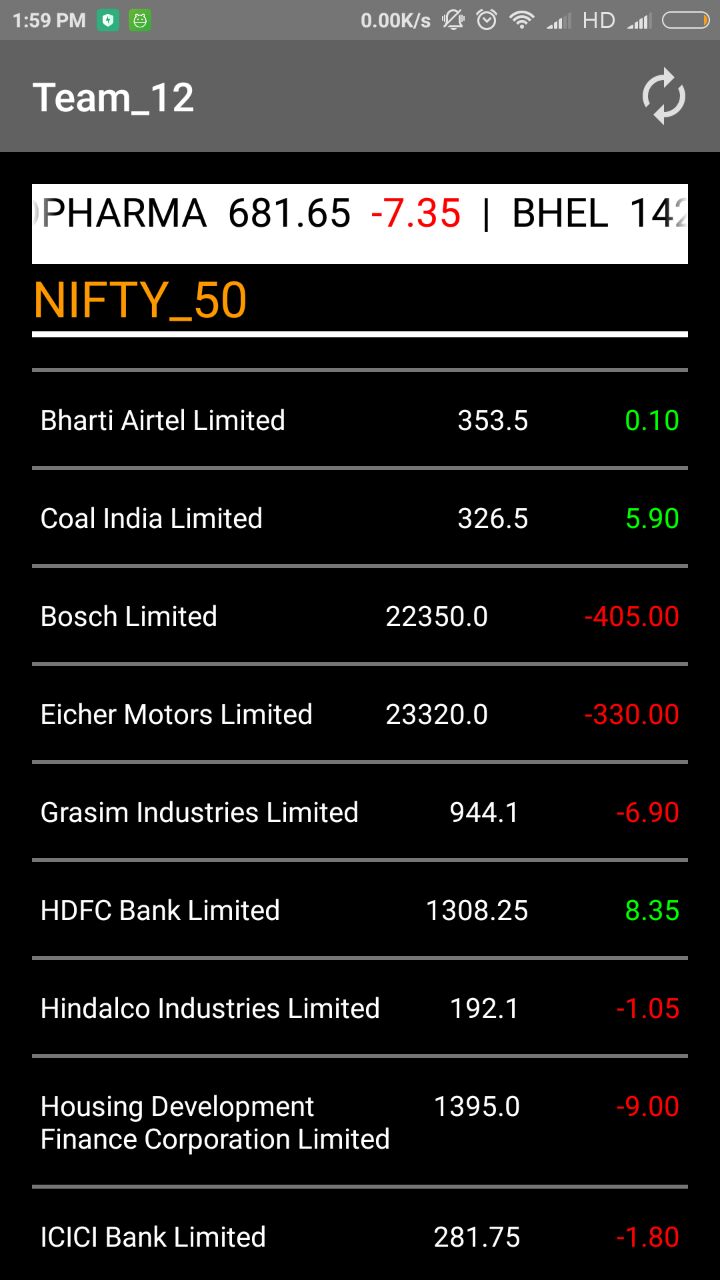 1:59 PM 0.00K/s HD
Team_12
PHARMA 681.65 -7.35 | BHEL 14
NIFTY_50
Bharti Airtel Limited 353.5 0.10
Coal India Limited 326.5 5.90
Bosch Limited 22350.0 -405.00
Eicher Motors Limited 23320.0 -330.00
Grasim Industries Limited 944.1 -6.90
HDFC Bank Limited 1308.25 8.35
Hindalco Industries Limited 192.1 -1.05
Housing Development 1395.0 -9.00
Finance Corporation Limited
ICICI Bank Limited 281.75 -1.80